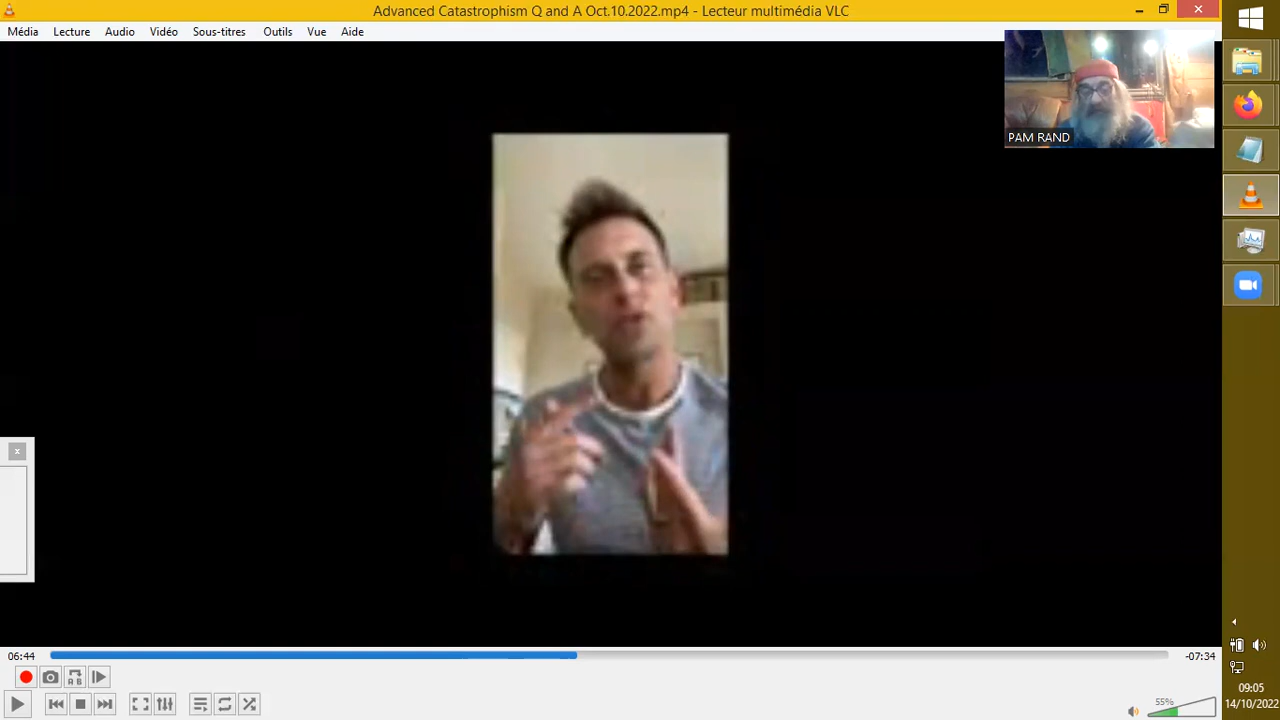 Advanced Catastrophism Q and A Oct.10.2022.mp4 - Lecteur multimédia VLC
Média Lecture Audio Vidéo Sous-titres Outils Vue Aide
PAM RAND
06:44
-07:34
A B
55%
09:05
14/10/2022